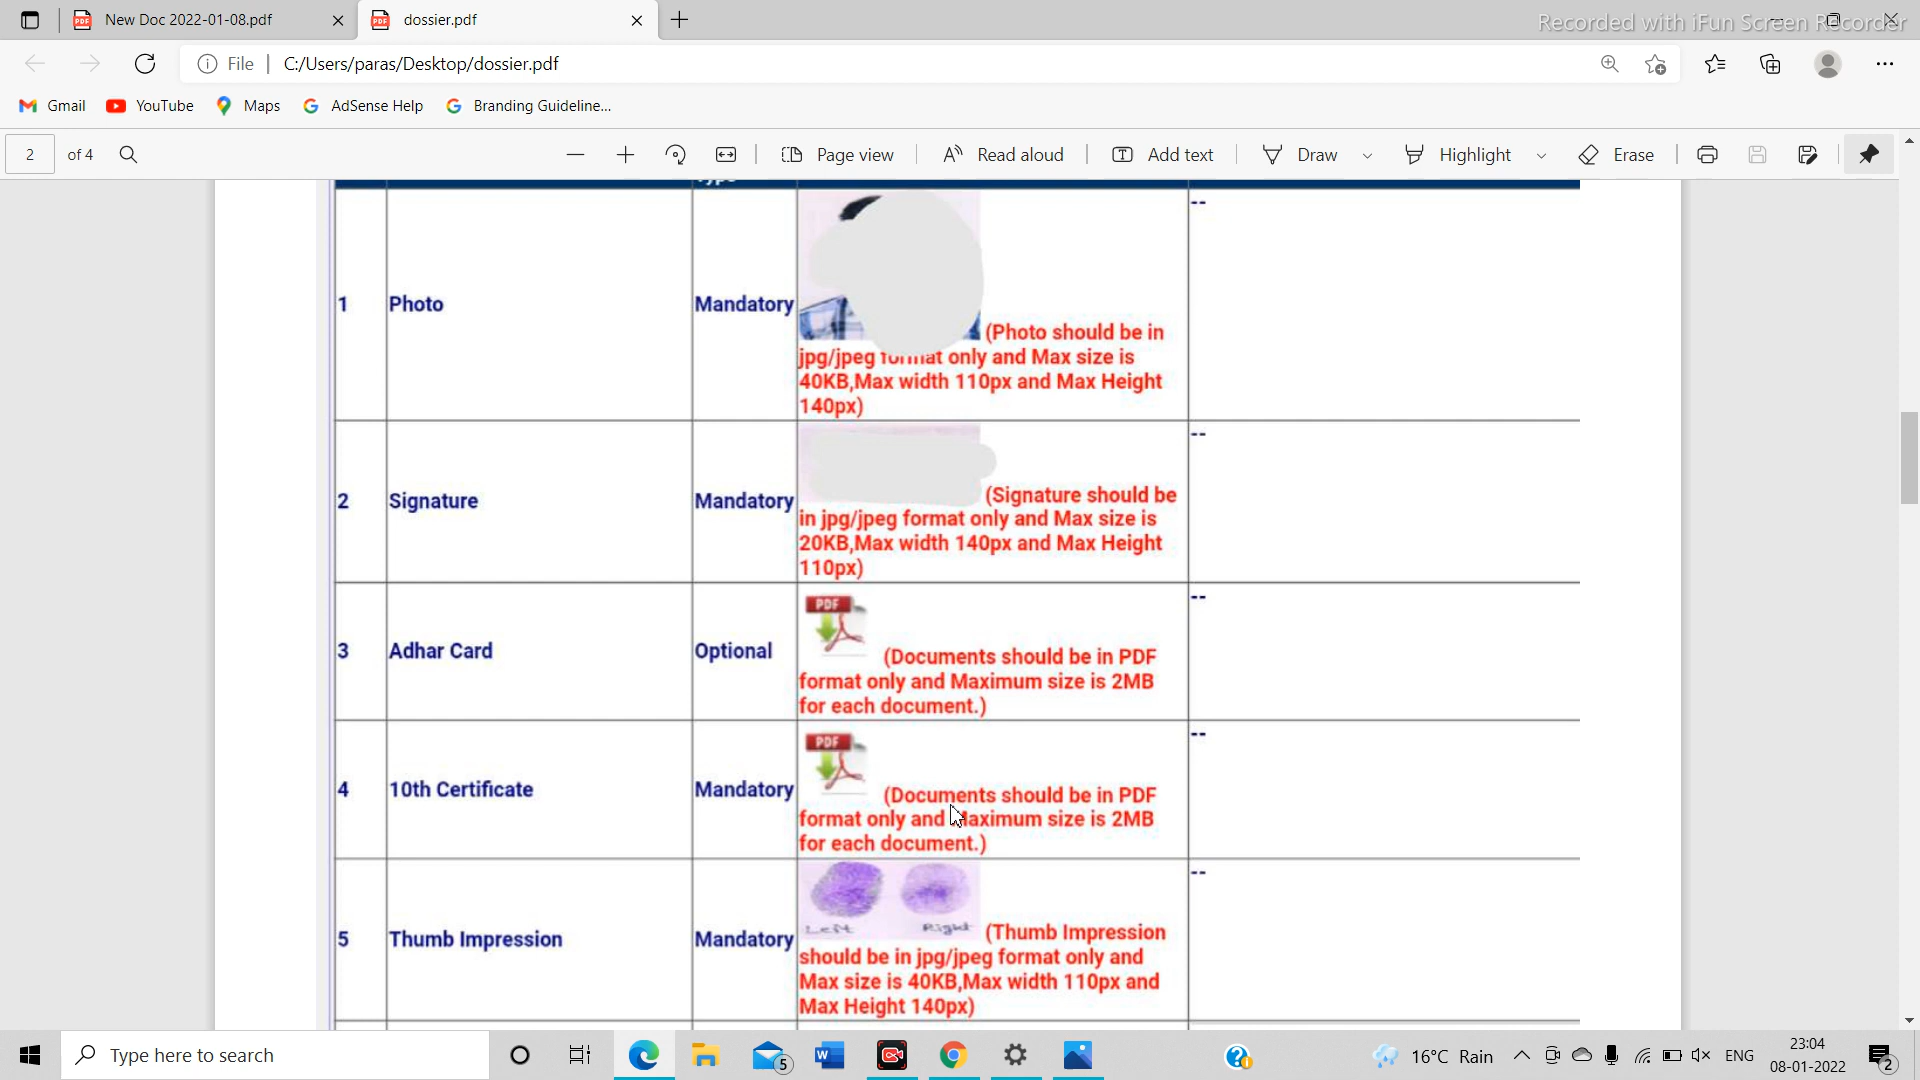 New Doc 2022-01-08.pdf
dossier.pdf
Recorded with iFun Screen Recorder
File
C:/Users/paras/Desktop/dossier.pdf
Gmail
YouTube
Maps
AdSense Help
Branding Guideline...
2
of 4
Page view
Read aloud
Add text
Draw
Highlight
Erase
1
Photo
Mandatory
(Photo should be in
jpg/jpeg format only and Max size is
40KB,Max width 110px and Max Height
140px)
--
2
Signature
Mandatory
(Signature should be
in jpg/jpeg format only and Max size is
20KB,Max width 140px and Max Height
110px)
--
3
Adhar Card
Optional
PDF
(Documents should be in PDF
format only and Maximum size is 2MB
for each document.)
--
4
10th Certificate
Mandatory
PDF
(Documents should be in PDF
format only and Maximum size is 2MB
for each document.)
--
5
Thumb Impression
Mandatory
Left Right
(Thumb Impression
should be in jpg/jpeg format only and
Max size is 40KB,Max width 110px and
Max Height 140px)
--
Type here to search
5
16°C Rain
ENG
23:04
08-01-2022
2